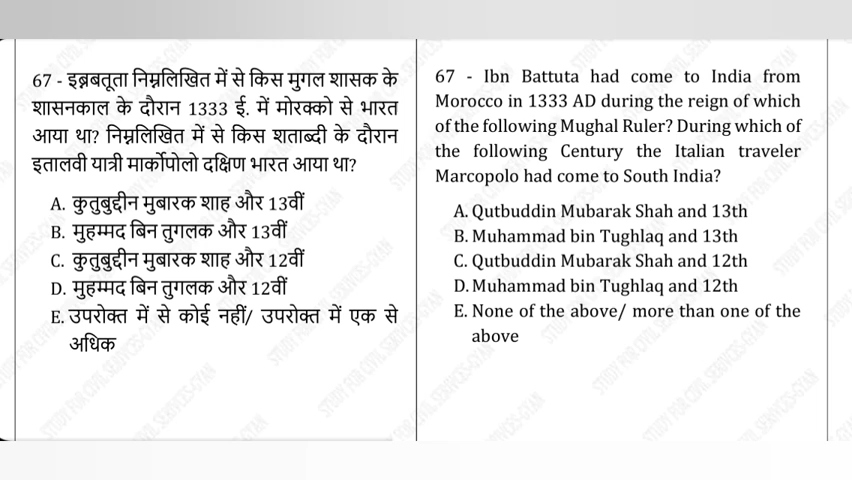 67 - इब्नबतूता निम्नलिखित में से किस मुगल शासक के
शासनकाल के दौरान 1333 ई. में मोरक्को से भारत
आया था? निम्नलिखित में से किस शताब्दी के दौरान
इतालवी यात्री मार्कोपोलो दक्षिण भारत आया था?
A. कुतुबुद्दीन मुबारक शाह और 13वीं
B. मुहम्मद बिन तुगलक और 13वीं
C. कुतुबुद्दीन मुबारक शाह और 12वीं
D. मुहम्मद बिन तुगलक और 12वीं
E. उपरोक्त में से कोई नहीं/ उपरोक्त में एक से
अधिक
67 - Ibn Battuta had come to India from
Morocco in 1333 AD during the reign of which
of the following Mughal Ruler? During which of
the following Century the Italian traveler
Marcopolo had come to South India?
A. Qutbuddin Mubarak Shah and 13th
B. Muhammad bin Tughlaq and 13th
C. Qutbuddin Mubarak Shah and 12th
D. Muhammad bin Tughlaq and 12th
E. None of the above/ more than one of the
above
STUDY FOR CIVIL SERVICES-GYAN